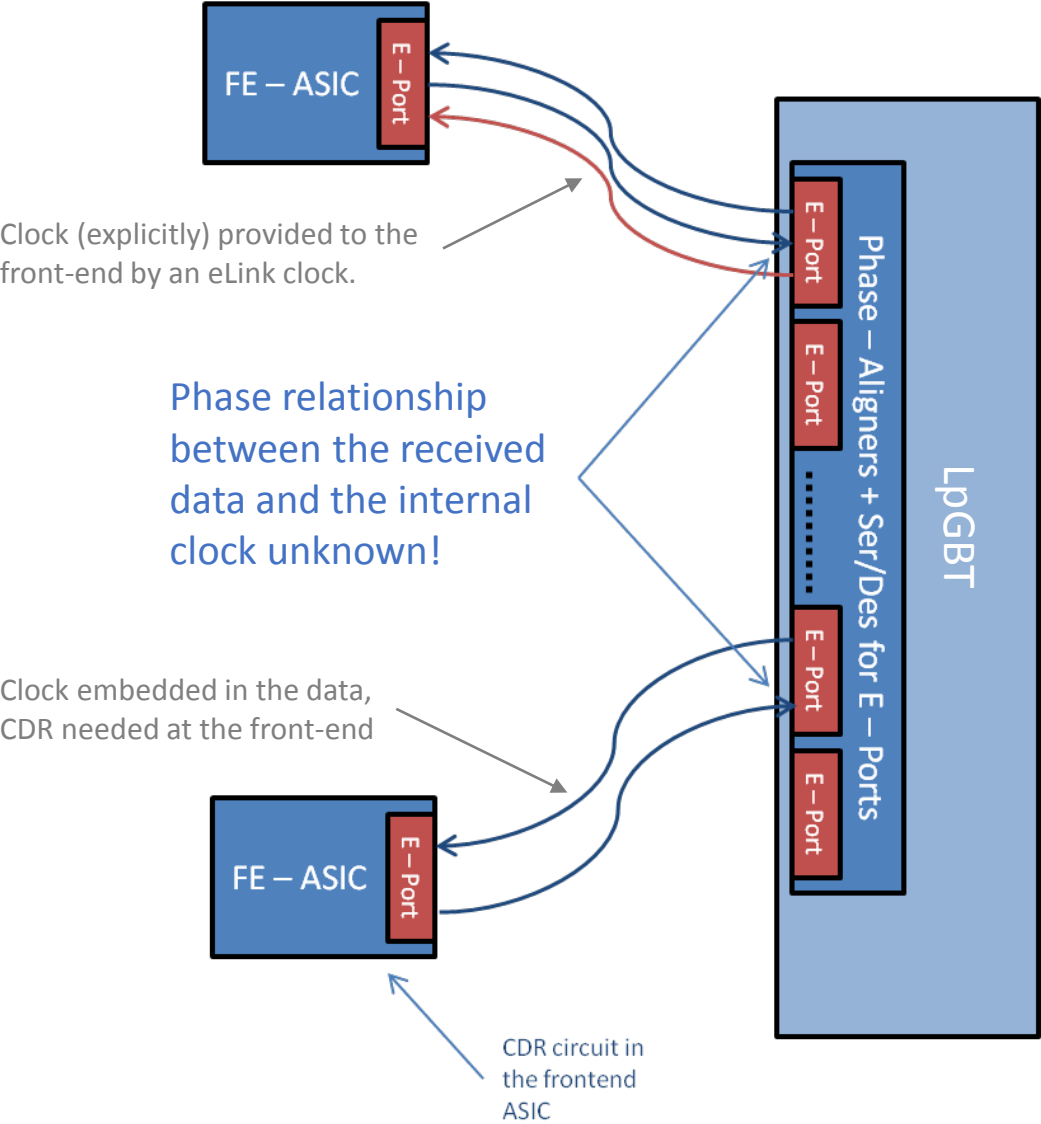 FE – ASIC
E – Port
Clock (explicitly) provided to the
front-end by an eLink clock.
Phase relationship
between the received
data and the internal
clock unknown!
E – Port
E – Port
E – Port
E – Port
Phase – Aligners + Ser/Des for E – Ports
LpGBT
Clock embedded in the data,
CDR needed at the front-end
FE – ASIC
E – Port
CDR circuit in
the frontend
ASIC